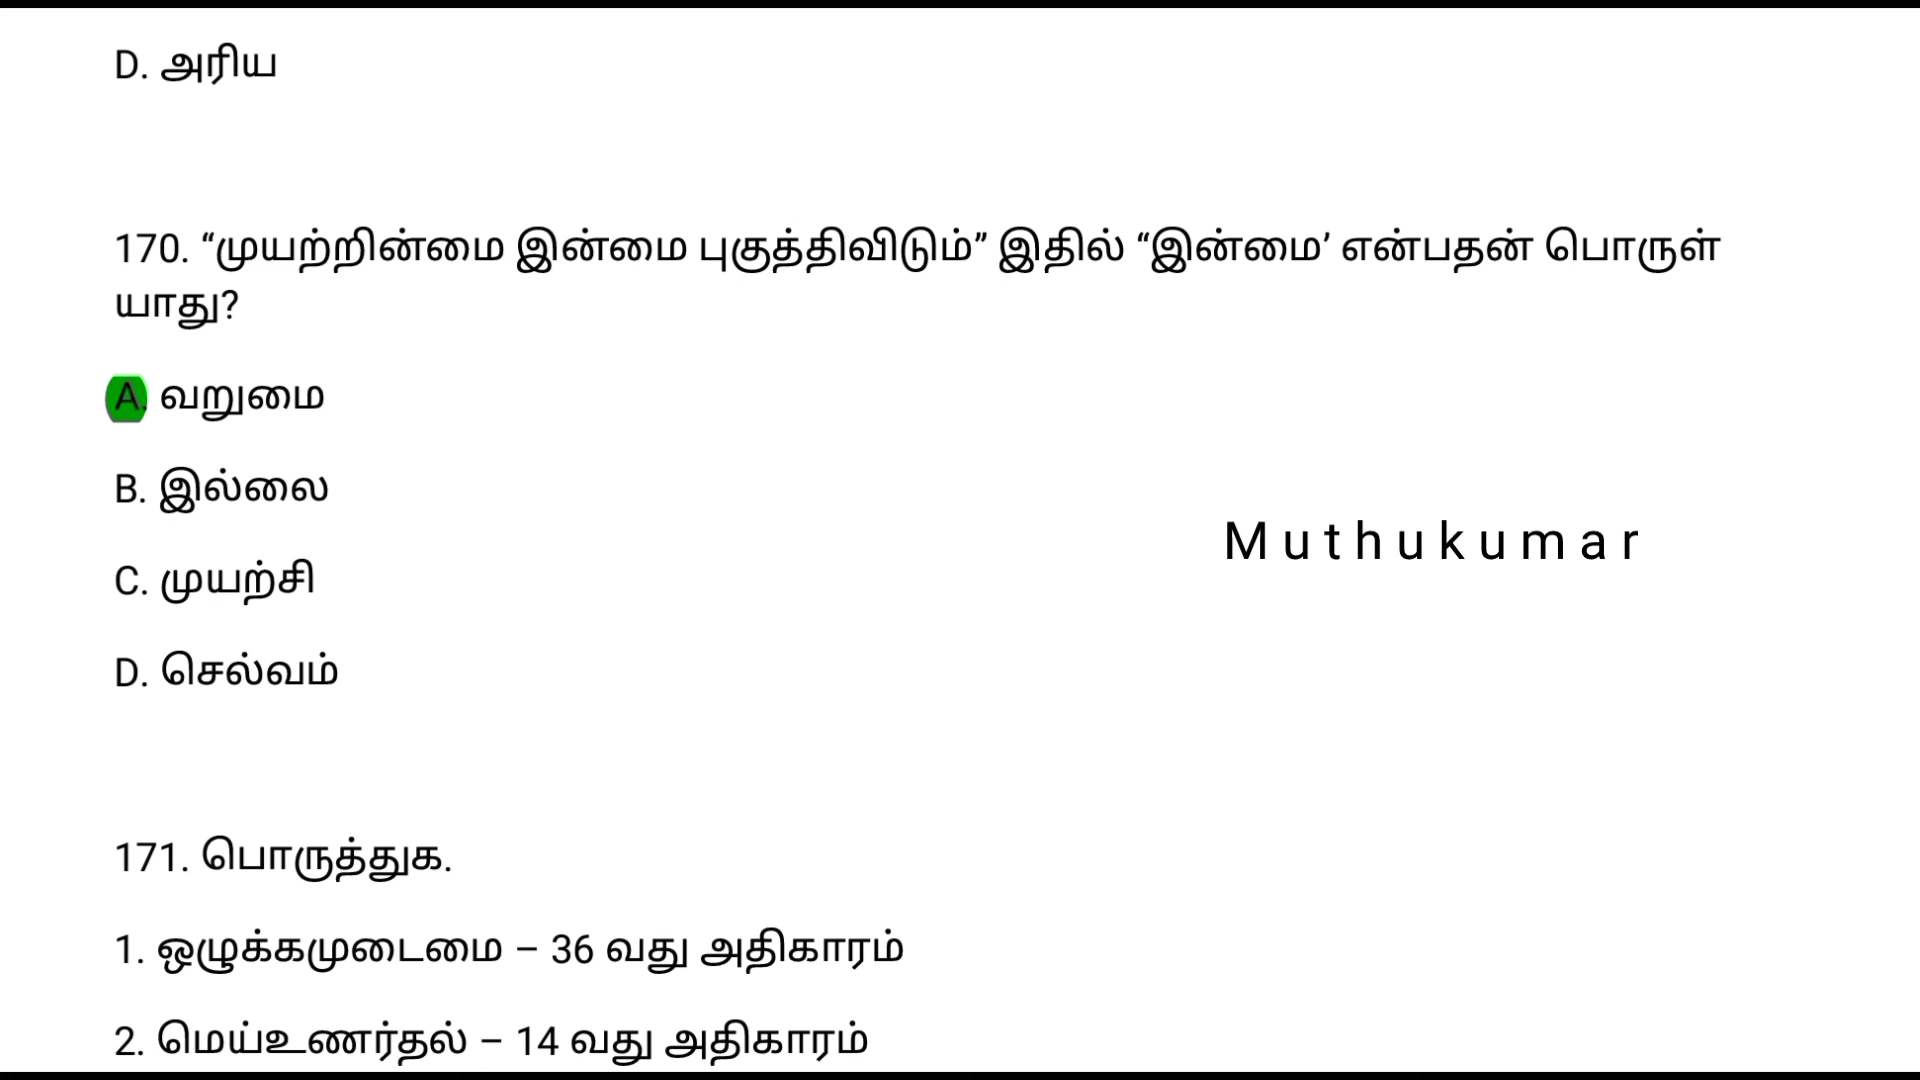 D. அரிய
170. “முயற்றின்மை இன்மை புகுத்திவிடும்” இதில் “இன்மை’ என்பதன் பொருள்
யாது?
A. வறுமை
B. இல்லை
C. முயற்சி
D. செல்வம்
Muthukumar
171. பொருத்துக.
1. ஒழுக்கமுடைமை – 36 வது அதிகாரம்
2. மெய்உணர்தல் – 14 வது அதிகாரம்